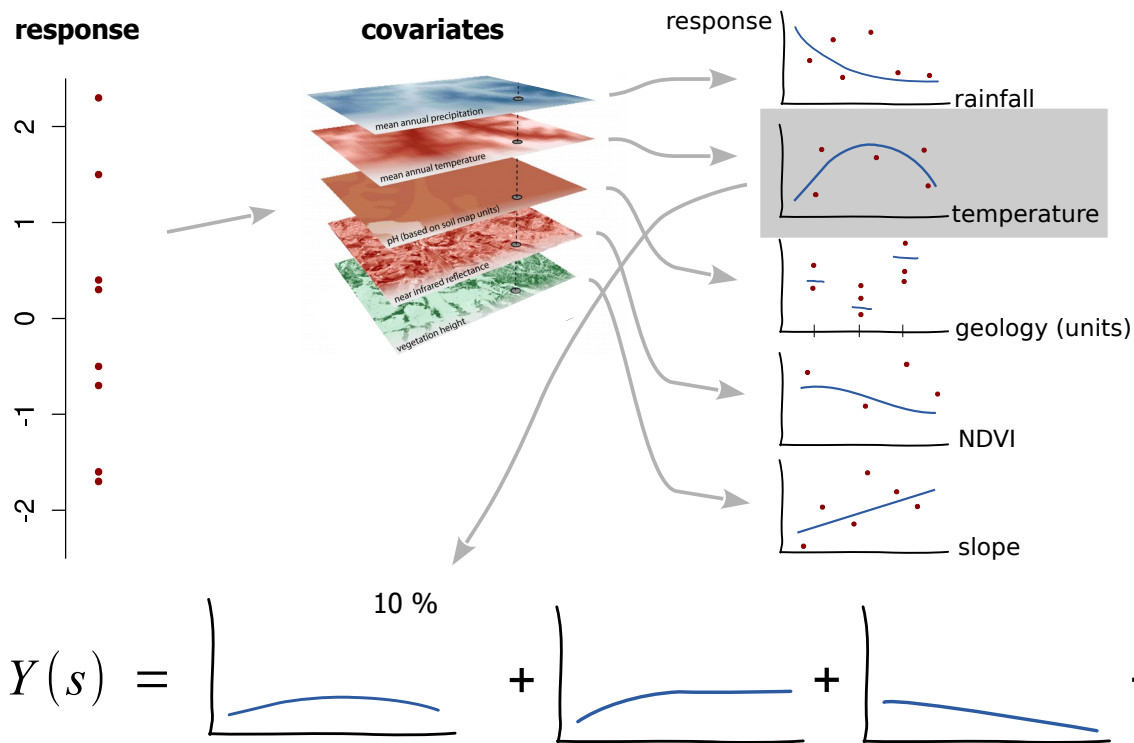 response
covariates
response
2
1
0
-1
-2
mean annual precipitation
mean annual temperature
pH (based on soil map units)
near infrared reflectance
vegetation height
rainfall
temperature
geology (units)
NDVI
slope
10 %
Y(s) = + +